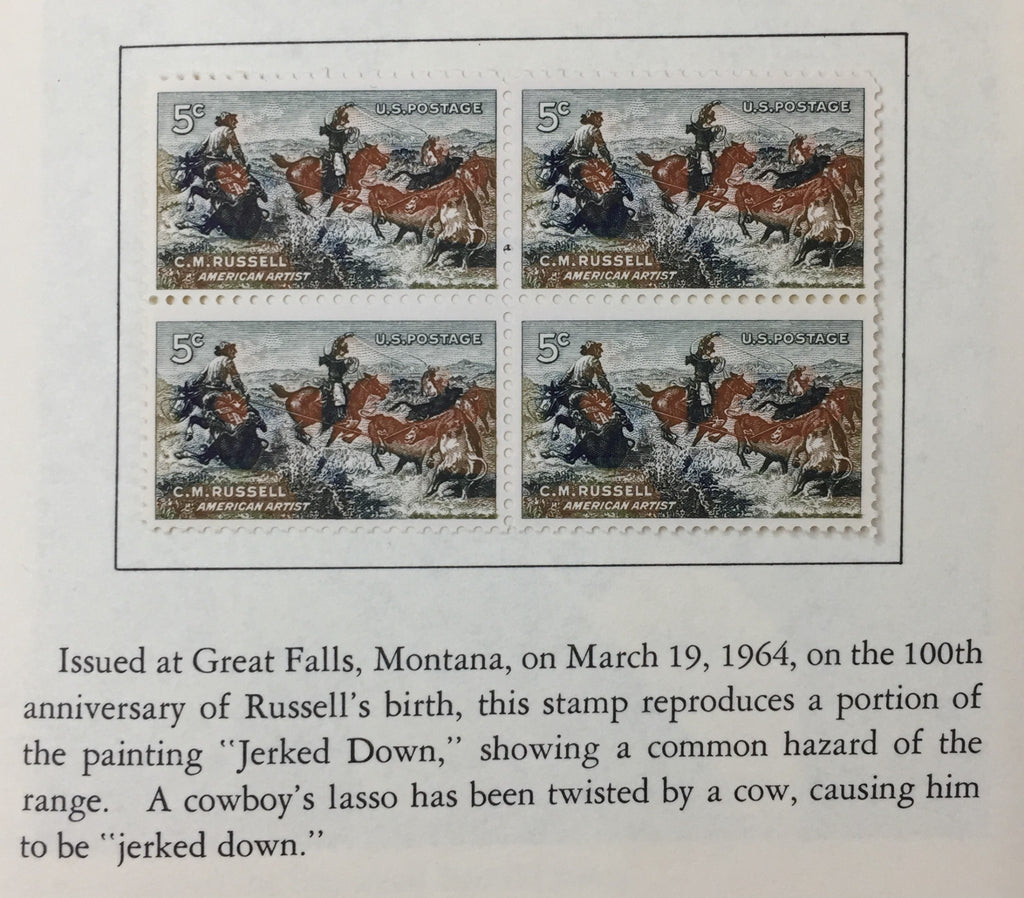 5c U.S.POSTAGE
C.M.RUSSELL
AMERICAN ARTIST
5c U.S.POSTAGE
C.M.RUSSELL
AMERICAN ARTIST
5c U.S.POSTAGE
C.M.RUSSELL
AMERICAN ARTIST
5c U.S.POSTAGE
C.M.RUSSELL
AMERICAN ARTIST
Issued at Great Falls, Montana, on March 19, 1964, on the 100th
anniversary of Russell's birth, this stamp reproduces a portion of
the painting "Jerked Down," showing a common hazard of the
range. A cowboy's lasso has been twisted by a cow, causing him
to be "jerked down."